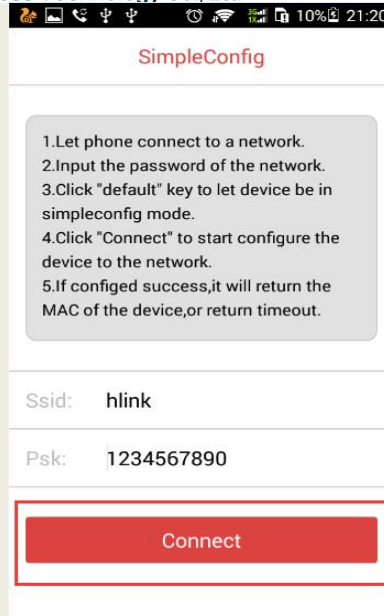 10% 21:20
SimpleConfig
1.Let phone connect to a network.
2.Input the password of the network.
3.Click "default" key to let device be in
simpleconfig mode.
4.Click "Connect" to start configure the
device to the network.
5.If configed success,it will return the
MAC of the device,or return timeout.
Ssid: hlink
Psk: 1234567890
Connect